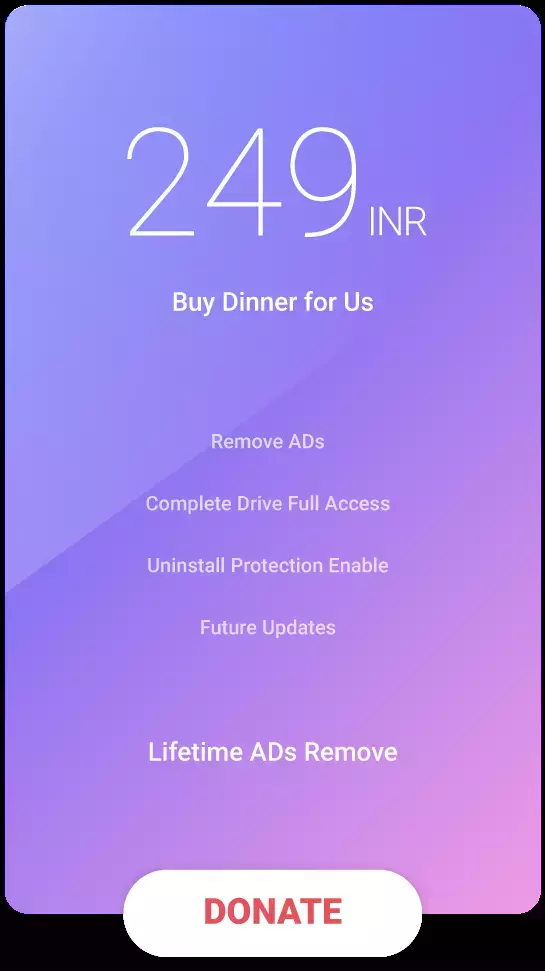 249 INR
Buy Dinner for Us
Remove ADs
Complete Drive Full Access
Uninstall Protection Enable
Future Updates
Lifetime ADs Remove
DONATE